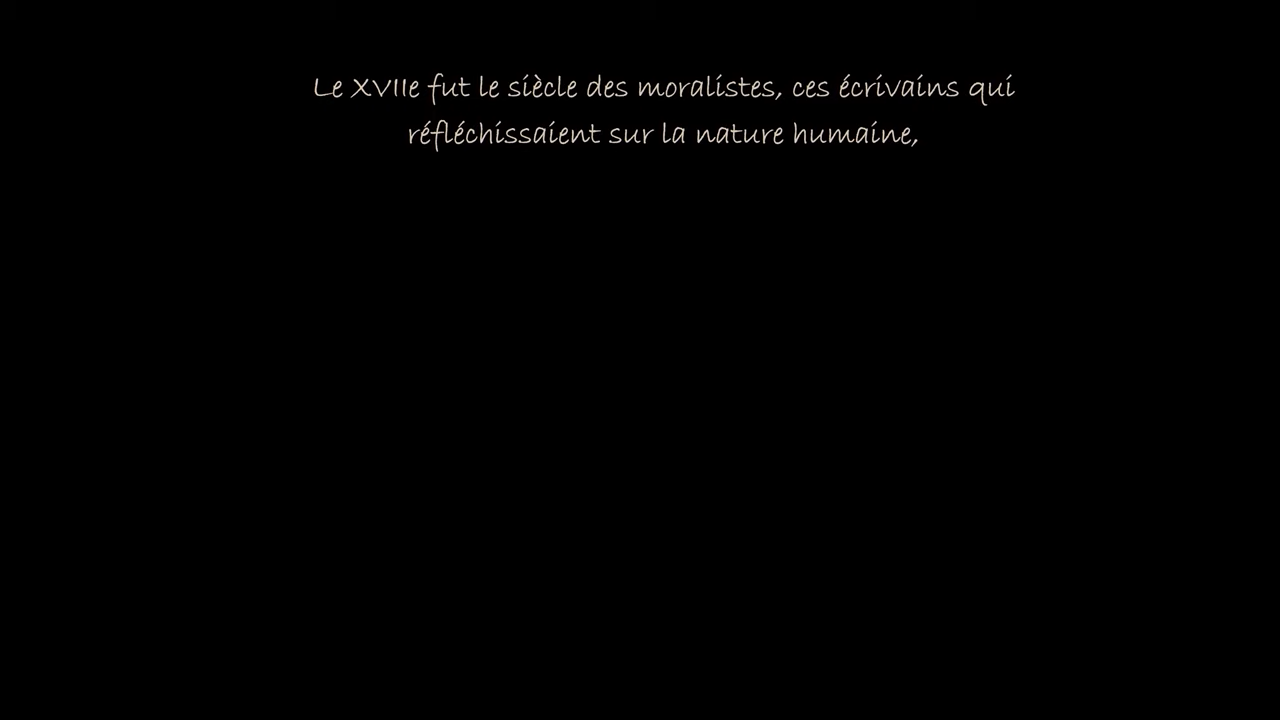 Le XVIIe fut le siècle des moralistes, ces écrivains qui
réfléchissaient sur la nature humaine,